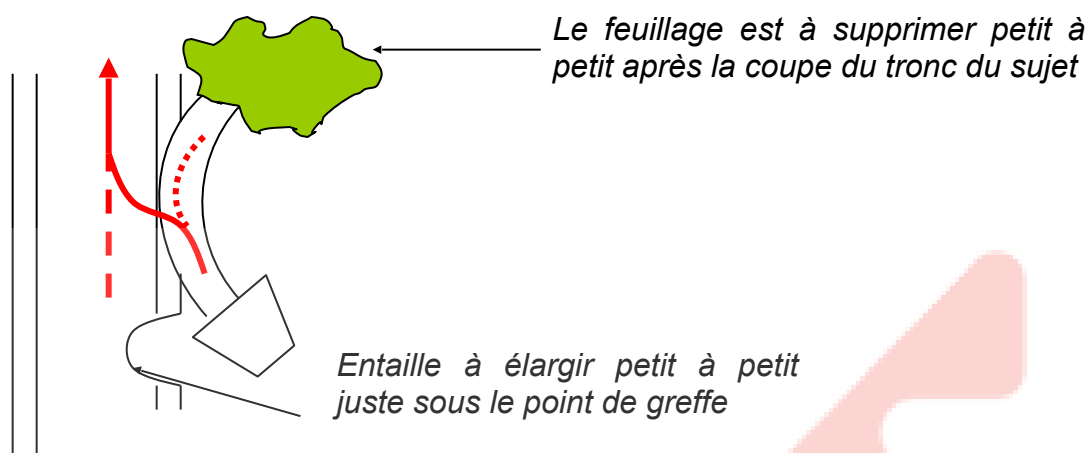 Le feuillage est à supprimer petit à
petit après la coupe du tronc du sujet
Entaille à élargir petit à petit
juste sous le point de greffe